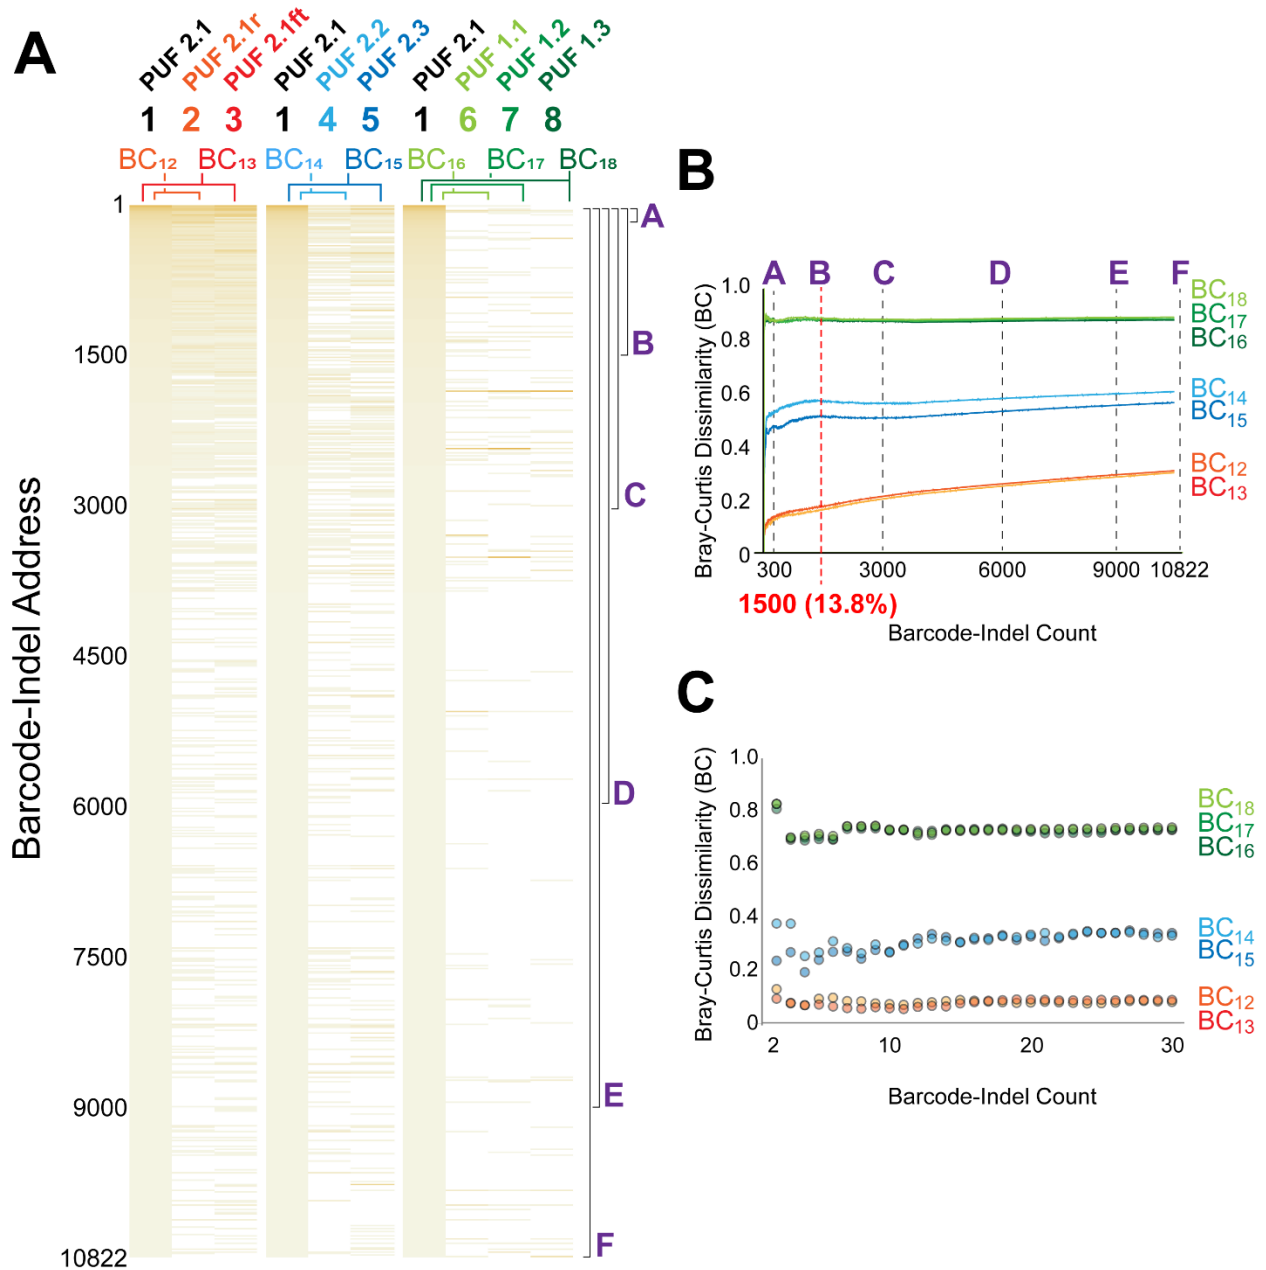 A
PUF 2.1 PUF 2.1r PUF 2.1ft PUF 2.1 PUF 2.2 PUF 2.3 PUF 2.1 PUF 1.1 PUF 1.2 PUF 1.3
1 2 3 1 4 5 1 6 7 8
BC₁₂ BC₁₃ BC₁₄ BC₁₅ BC₁₆ BC₁₇ BC₁₈
Barcode-Indel Address
1
1500
3000
4500
6000
7500
9000
10822
A
B
C
D
E
F
B
A B C D E F
Bray-Curtis Dissimilarity (BC)
1.0
0.8
0.6
0.4
0.2
0
BC₁₈
BC₁₇
BC₁₆
BC₁₄
BC₁₅
BC₁₂
BC₁₃
300 3000 6000 9000 10822
1500 (13.8%)
Barcode-Indel Count
C
Bray-Curtis Dissimilarity (BC)
1.0
0.8
0.6
0.4
0.2
0
BC₁₈
BC₁₇
BC₁₆
BC₁₄
BC₁₅
BC₁₂
BC₁₃
2 10 20 30
Barcode-Indel Count